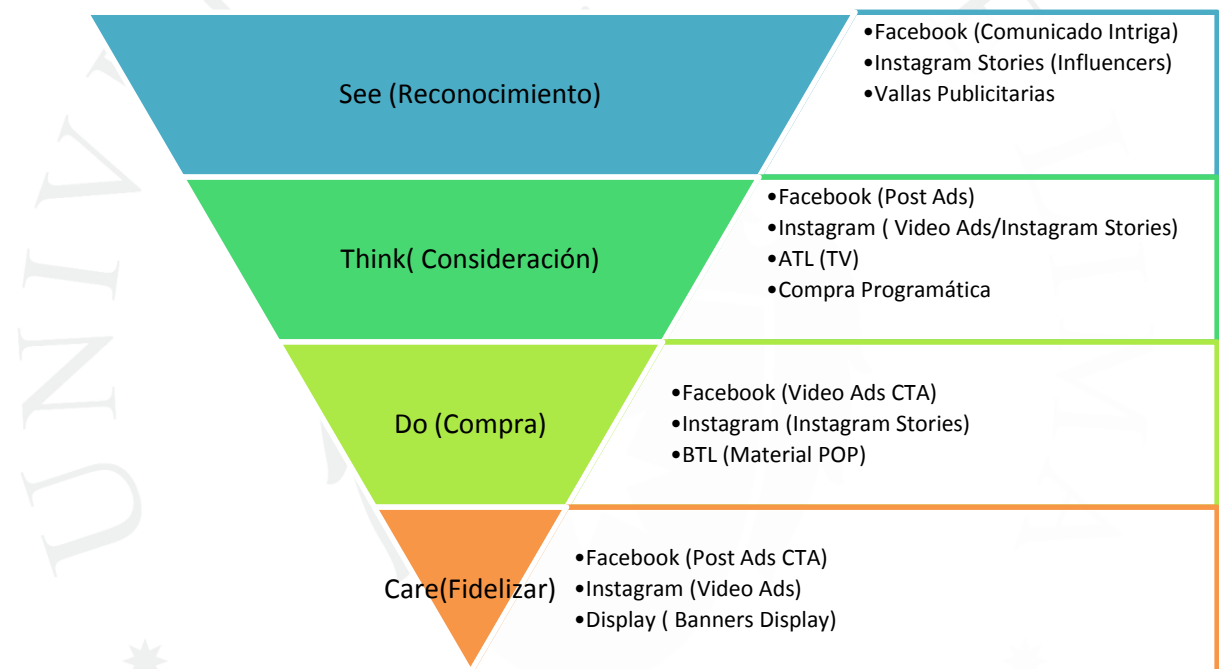 See (Reconocimiento)
•Facebook (Comunicado Intriga)
•Instagram Stories (Influencers)
•Vallas Publicitarias
Think( Consideración)
•Facebook (Post Ads)
•Instagram ( Video Ads/Instagram Stories)
•ATL (TV)
•Compra Programática
Do (Compra)
•Facebook (Video Ads CTA)
•Instagram (Instagram Stories)
•BTL (Material POP)
Care(Fidelizar)
•Facebook (Post Ads CTA)
•Instagram (Video Ads)
•Display ( Banners Display)